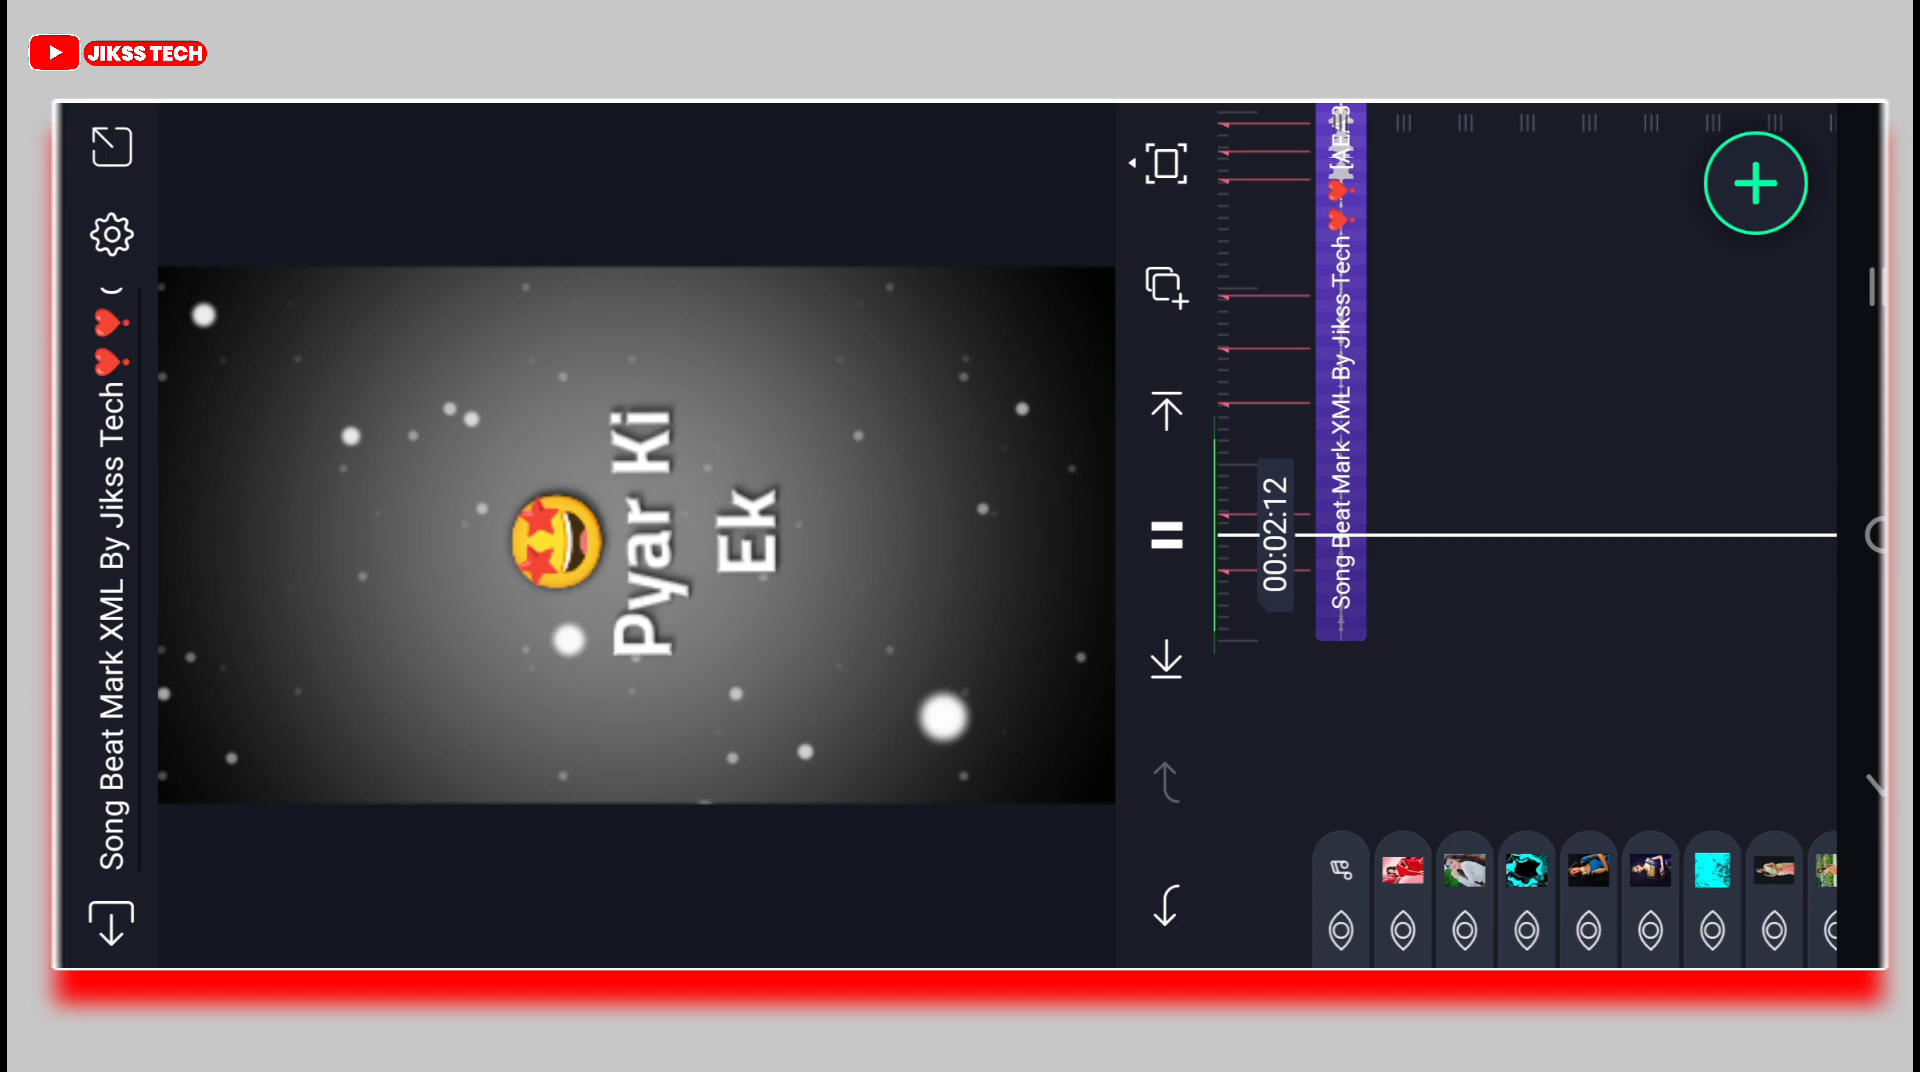 JIKSS TECH
Song Beat Mark XML By Jikss Tech❣️❣️ (
Pyar Ki
Ek
00:02:12
Song Beat Mark XML By Jikss Tech❣️❣️